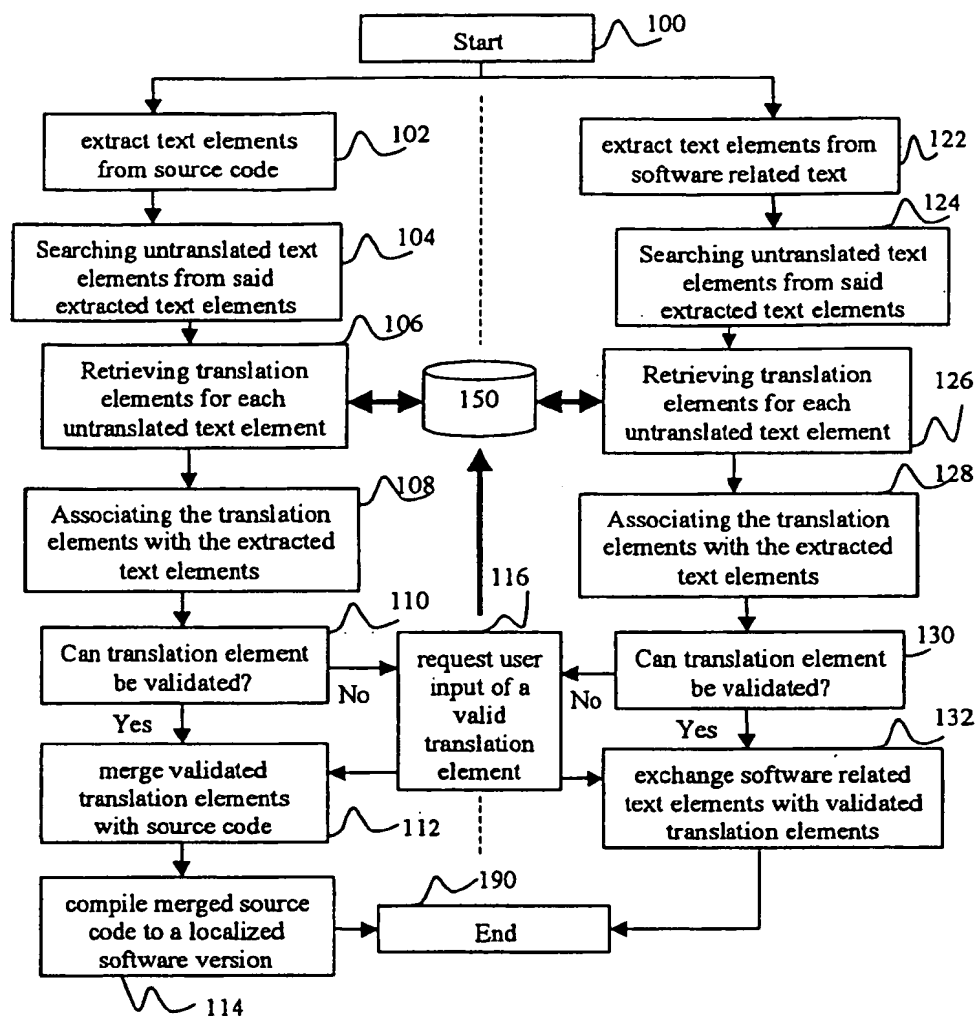 Start
100
extract text elements
from source code
102
extract text elements from
software related text
122
Searching untranslated text
elements from said
extracted text elements
104
Searching untranslated text
elements from said
extracted text elements
124
Retrieving translation
elements for each
untranslated text element
106
150
Retrieving translation
elements for each
untranslated text element
126
Associating the translation
elements with the extracted
text elements
108
Associating the translation
elements with the extracted
text elements
128
Can translation element
be validated?
110
No
Yes
116
request user
input of a
valid
translation
element
Can translation element
be validated?
130
No
Yes
merge validated
translation elements
with source code
112
exchange software related
text elements with validated
translation elements
132
compile merged source
code to a localized
software version
114
190
End